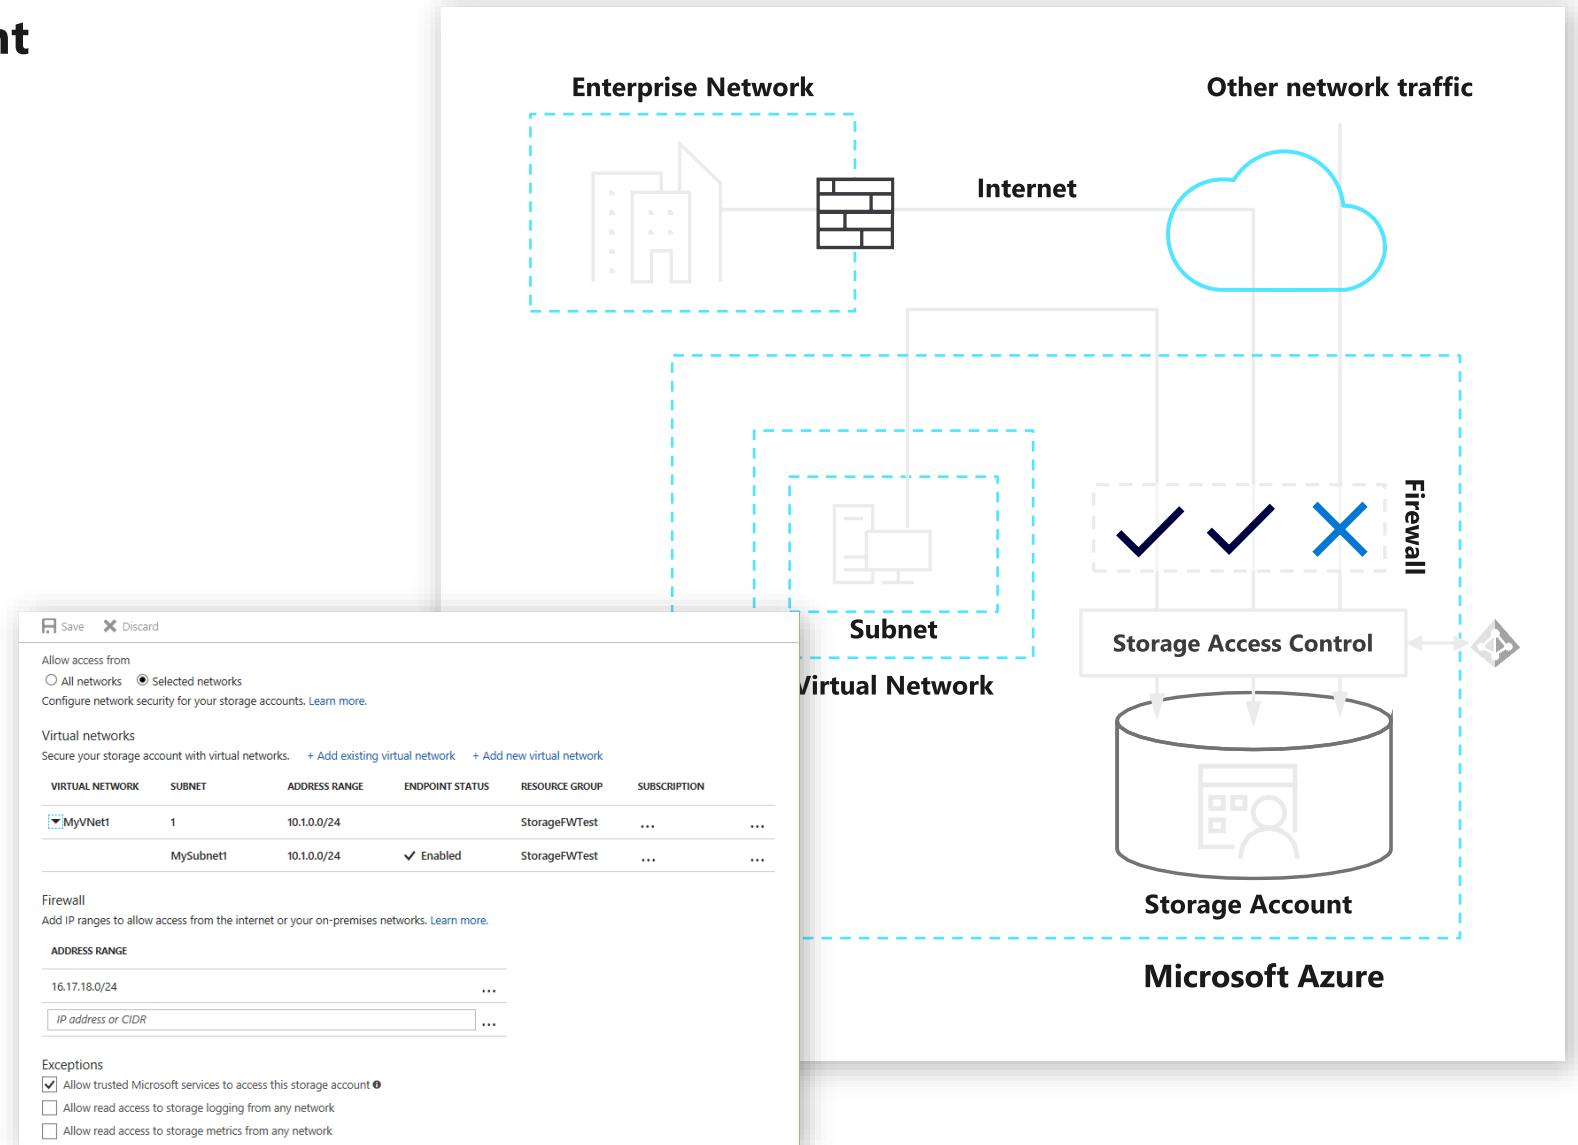 Enterprise Network
Other network traffic
Internet
Firewall
Subnet
Storage Access Control
Virtual Network
Storage Account
Microsoft Azure
Save Discard
Allow access from
All networks Selected networks
Configure network security for your storage accounts. Learn more.
Virtual networks
Secure your storage account with virtual networks. + Add existing virtual network + Add new virtual network
VIRTUAL NETWORK SUBNET ADDRESS RANGE ENDPOINT STATUS RESOURCE GROUP SUBSCRIPTION
MyVNet1 1 10.1.0.0/24 StorageFWTest ... ...
MySubnet1 10.1.0.0/24 Enabled StorageFWTest ... ...
Firewall
Add IP ranges to allow access from the internet or your on-premises networks. Learn more.
ADDRESS RANGE
16.17.18.0/24 ...
IP address or CIDR ...
Exceptions
Allow trusted Microsoft services to access this storage account
Allow read access to storage logging from any network
Allow read access to storage metrics from any network